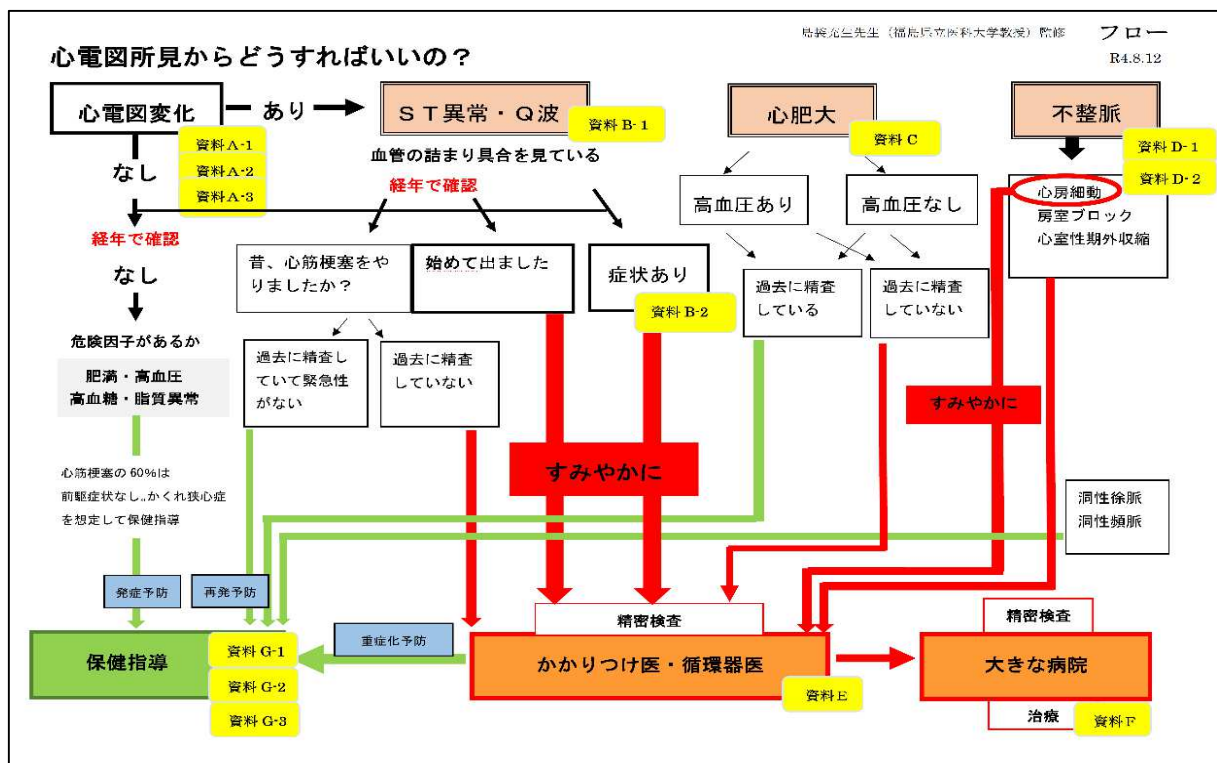 島袋充生先生（福島県立医科大学教授）監修
フロー
R4.8.12
心電図所見からどうすればいいの？
心電図変化
あり
ＳＴ異常・Ｑ波
心肥大
不整脈
資料 A-1
資料 A-2
資料 A-3
資料 B-1
資料 C
資料 D-1
資料 D-2
なし
血管の詰まり具合を見ている
経年で確認
高血圧あり
高血圧なし
心房細動
房室ブロック
心室性期外収縮
経年で確認
なし
昔、心筋梗塞をや
りましたか？
始めて出ました
症状あり
資料 B-2
過去に精査
している
過去に精査
していない
危険因子があるか
肥満・高血圧
高血糖・脂質異常
過去に精査し
ていて緊急性
がない
過去に精査
していない
すみやかに
すみやかに
心筋梗塞の 60％は
前駆症状なし。かくれ狭心症
を想定して保健指導
洞性徐脈
洞性頻脈
発症予防
再発予防
精密検査
精密検査
保健指導
資料 G-1
資料 G-2
資料 G-3
重症化予防
かかりつけ医・循環器医
資料 E
大きな病院
治療
資料 F